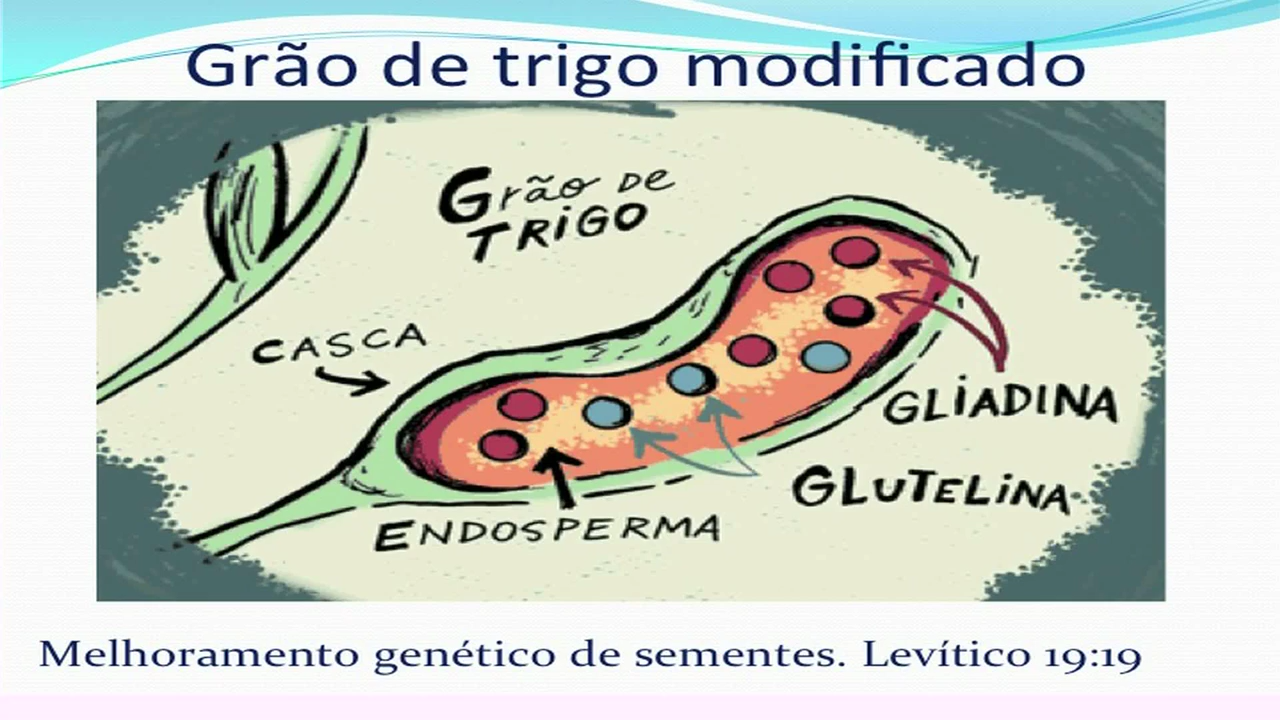 Grão de trigo modificado
Grão de
TRiGO
CASCA
GLiADINA
GLuTELiNA
ENDOSPERMA
Melhoramento genético de sementes. Levítico 19:19